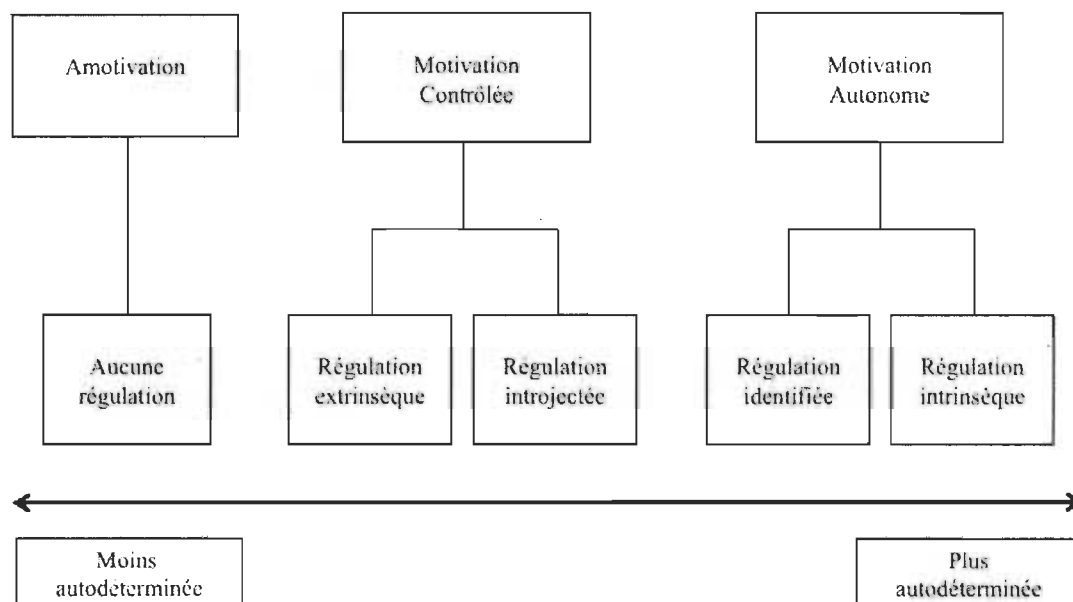 Amotivation
Motivation
Contrôlée
Motivation
Autonome
Aucune
régulation
Régulation
extrinsèque
Régulation
introjectée
Régulation
identifiée
Régulation
intrinsèque
Moins
autodéterminée
Plus
autodéterminée